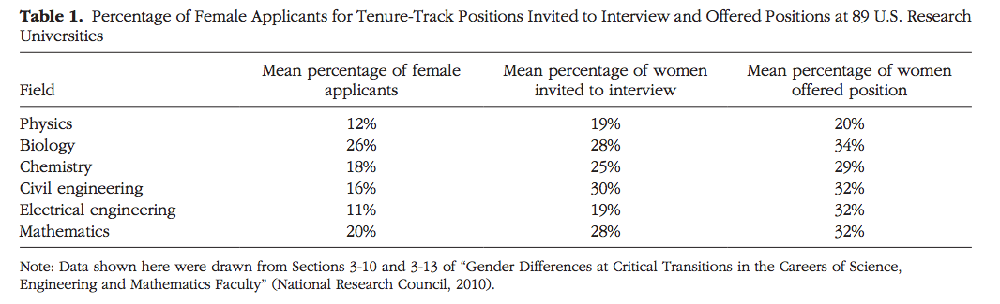 Table 1. Percentage of Female Applicants for Tenure-Track Positions Invited to Interview and Offered Positions at 89 U.S. Research
Universities
Field Mean percentage of female applicants Mean percentage of women invited to interview Mean percentage of women offered position
Physics 12% 19% 20%
Biology 26% 28% 34%
Chemistry 18% 25% 29%
Civil engineering 16% 30% 32%
Electrical engineering 11% 19% 32%
Mathematics 20% 28% 32%
Note: Data shown here were drawn from Sections 3-10 and 3-13 of “Gender Differences at Critical Transitions in the Careers of Science,
Engineering and Mathematics Faculty” (National Research Council, 2010).